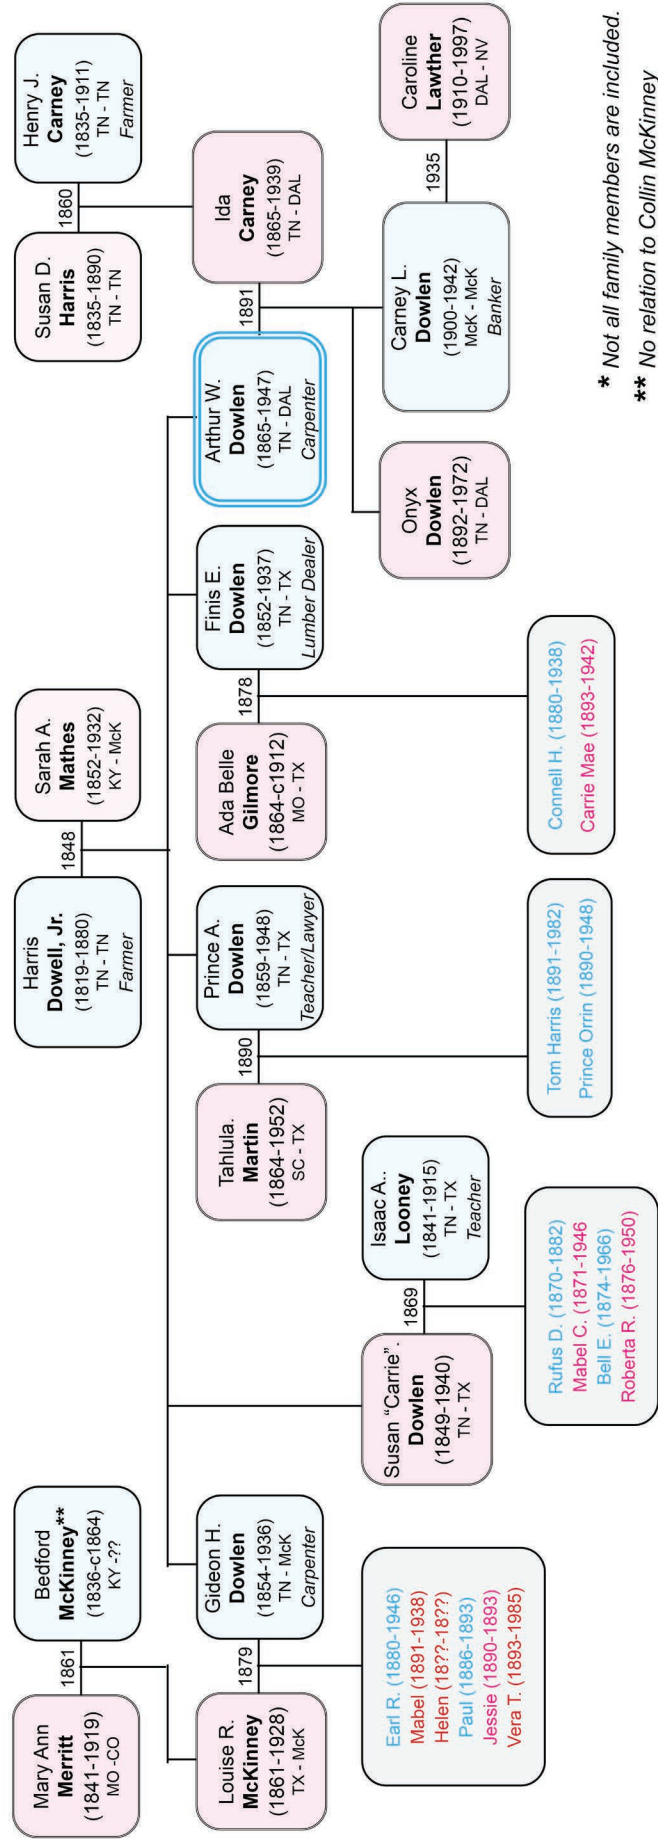 Mary Ann
Merritt
(1841-1919)
MO -CO
1861
Bedford
McKinney**
(1836-c1864)
KY -??
Harris
Dowell, Jr.
(1819-1880)
TN - TN
Farmer
1848
Sarah A.
Mathes
(1852-1932)
KY - McK
Susan D.
Harris
(1835-1890)
TN - TN
1860
Henry J.
Carney
(1835-1911)
TN - TN
Farmer
Louise R.
McKinney
(1861-1928)
TX - McK
1879
Gideon H.
Dowlen
(1854-1936)
TN - McK
Carpenter
Tahlula.
Martin
(1864-1952)
SC - TX
1890
Prince A.
Dowlen
(1859-1948)
TN - TX
Teacher/Lawyer
Ada Belle
Gilmore
(1864-c1912)
MO - TX
1878
Finis E.
Dowlen
(1852-1937)
TN - TX
Lumber Dealer
Arthur W.
Dowlen
(1865-1947)
TN - DAL
Carpenter
1891
Ida
Carney
(1865-1939)
TN - DAL
Susan “Carrie”.
Dowlen
(1849-1940)
TN - TX
1869
Isaac A..
Looney
(1841-1915)
TN - TX
Teacher
Onyx
Dowlen
(1892-1972)
TN - DAL
Carney L.
Dowlen
(1900-1942)
McK - McK
Banker
1935
Caroline
Lawther
(1910-1997)
DAL - NV
Earl R. (1880-1946)
Mabel (1891-1938)
Helen (18??-18??)
Paul (1886-1893)
Jessie (1890-1893)
Vera T. (1893-1985)
Rufus D. (1870-1882)
Mabel C. (1871-1946
Bell E. (1874-1966)
Roberta R. (1876-1950)
Tom Harris (1891-1982)
Prince Orrin (1890-1948)
Connell H. (1880-1938)
Carrie Mae (1893-1942)
* Not all family members are included.
** No relation to Collin McKinney